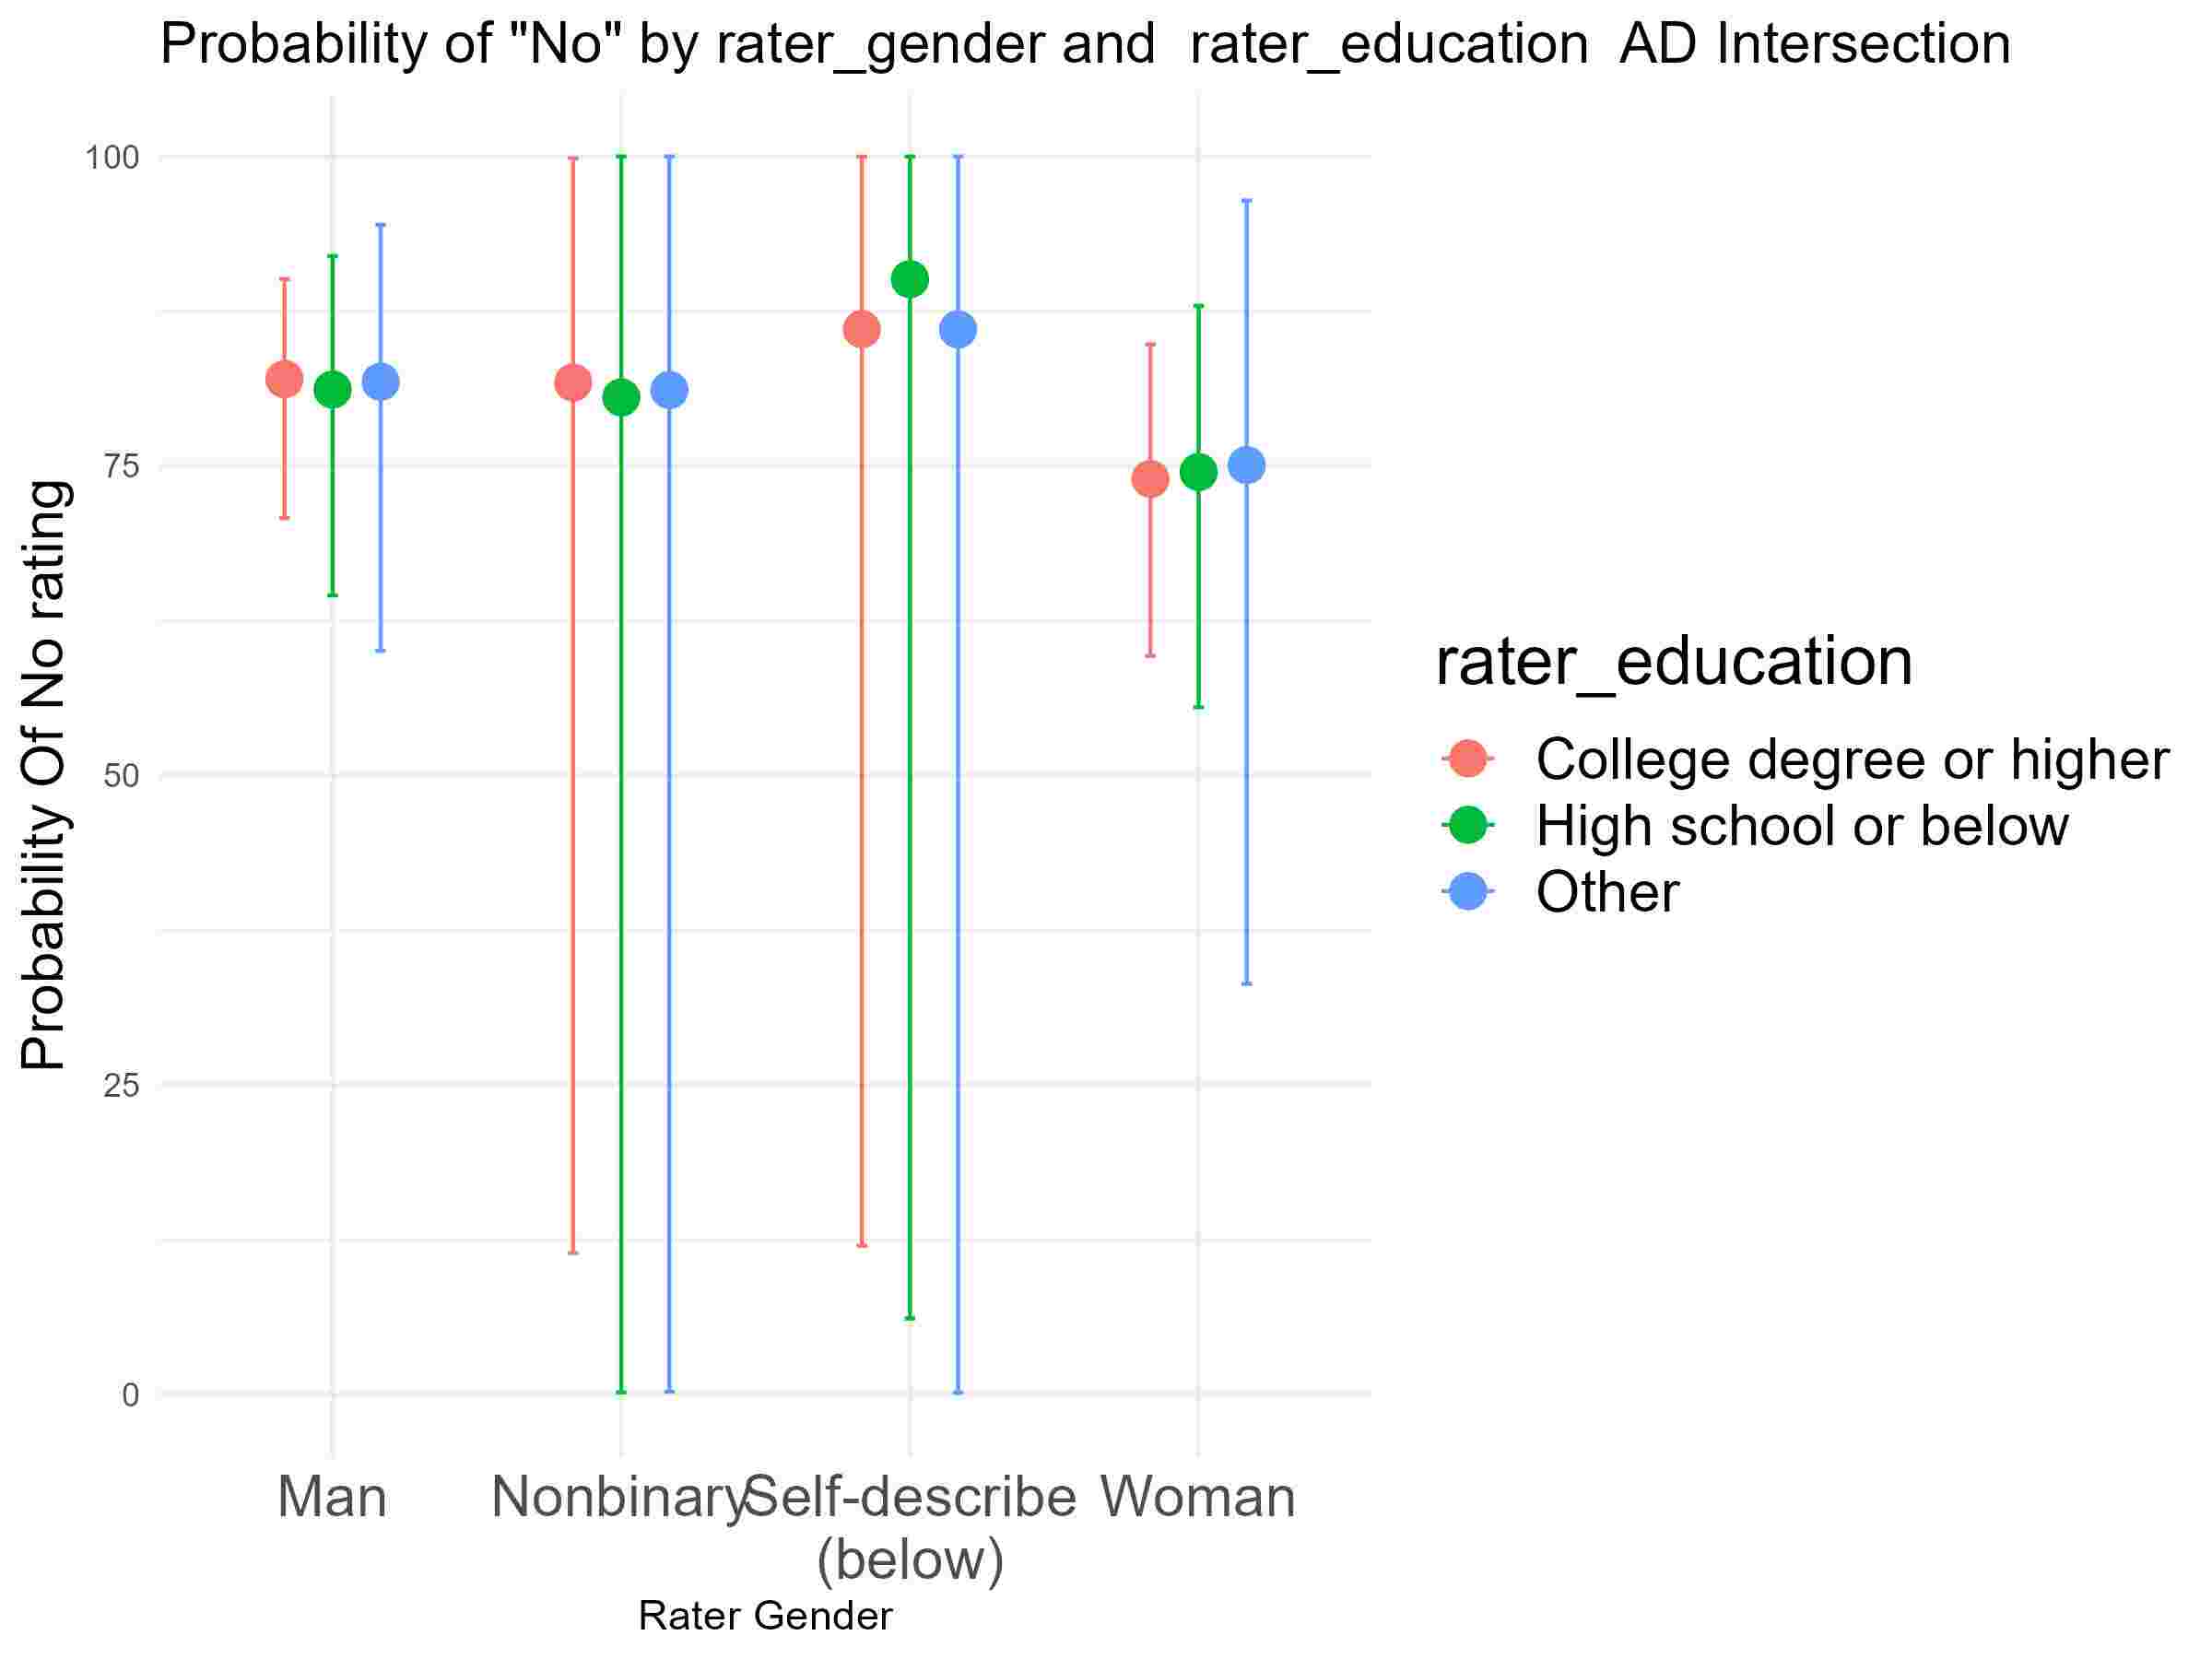 Probability of "No" by rater_gender and  rater_education  AD Intersection
100
75
50
25
0
Probability Of No rating
Man
Nonbinary
Self-describe
(below)
Woman
Rater Gender
rater_education
College degree or higher
High school or below
Other